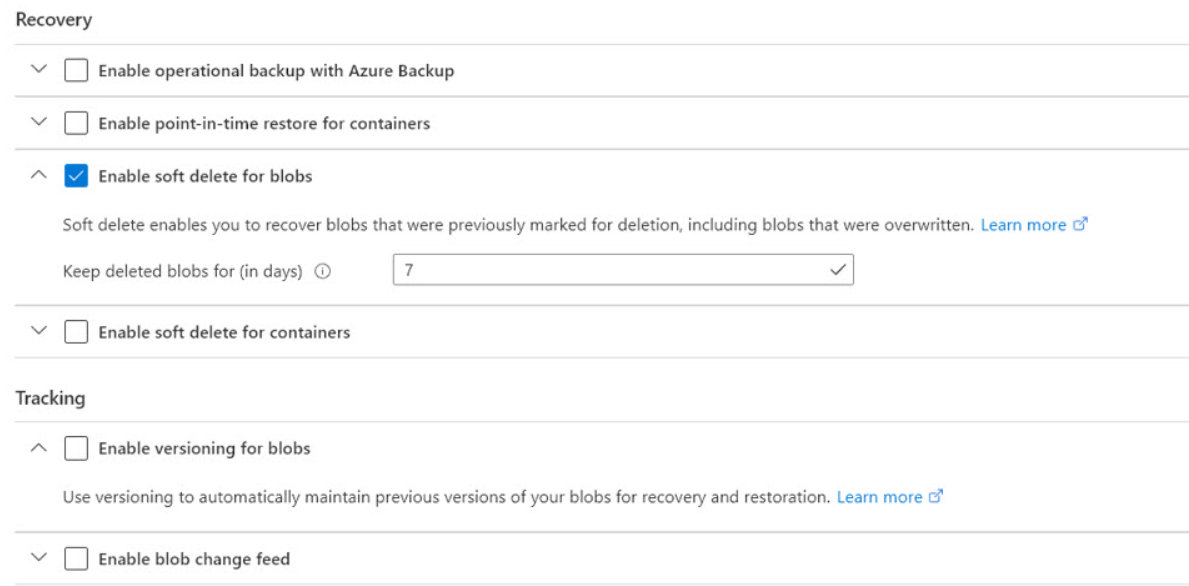 Recovery
Enable operational backup with Azure Backup
Enable point-in-time restore for containers
Enable soft delete for blobs
Soft delete enables you to recover blobs that were previously marked for deletion, including blobs that were overwritten. Learn more
Keep deleted blobs for (in days) 7
Enable soft delete for containers
Tracking
Enable versioning for blobs
Use versioning to automatically maintain previous versions of your blobs for recovery and restoration. Learn more
Enable blob change feed